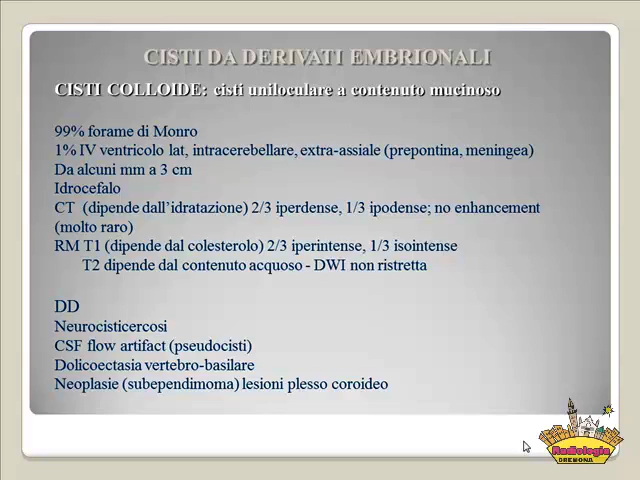 CISTI DA DERIVATI EMBRIONALI
CISTI COLLOIDE: cisti uniloculare a contenuto mucinoso
99% forame di Monro
1% IV ventricolo lat, intracerebellare, extra-assiale (prepontina, meningea)
Da alcuni mm a 3 cm
Idrocefalo
CT (dipende dall'idratazione) 2/3 iperdense, 1/3 ipodense; no enhancement
(molto raro)
RM T1 (dipende dal colesterolo) 2/3 iperintense, 1/3 isointense
T2 dipende dal contenuto acquoso - DWI non ristretta
DD
Neurocisticercosi
CSF flow artifact (pseudocisti)
Dolicoectasia vertebro-basilare
Neoplasie (subependimoma) lesioni plesso coroideo
Radiologia
CREMONA